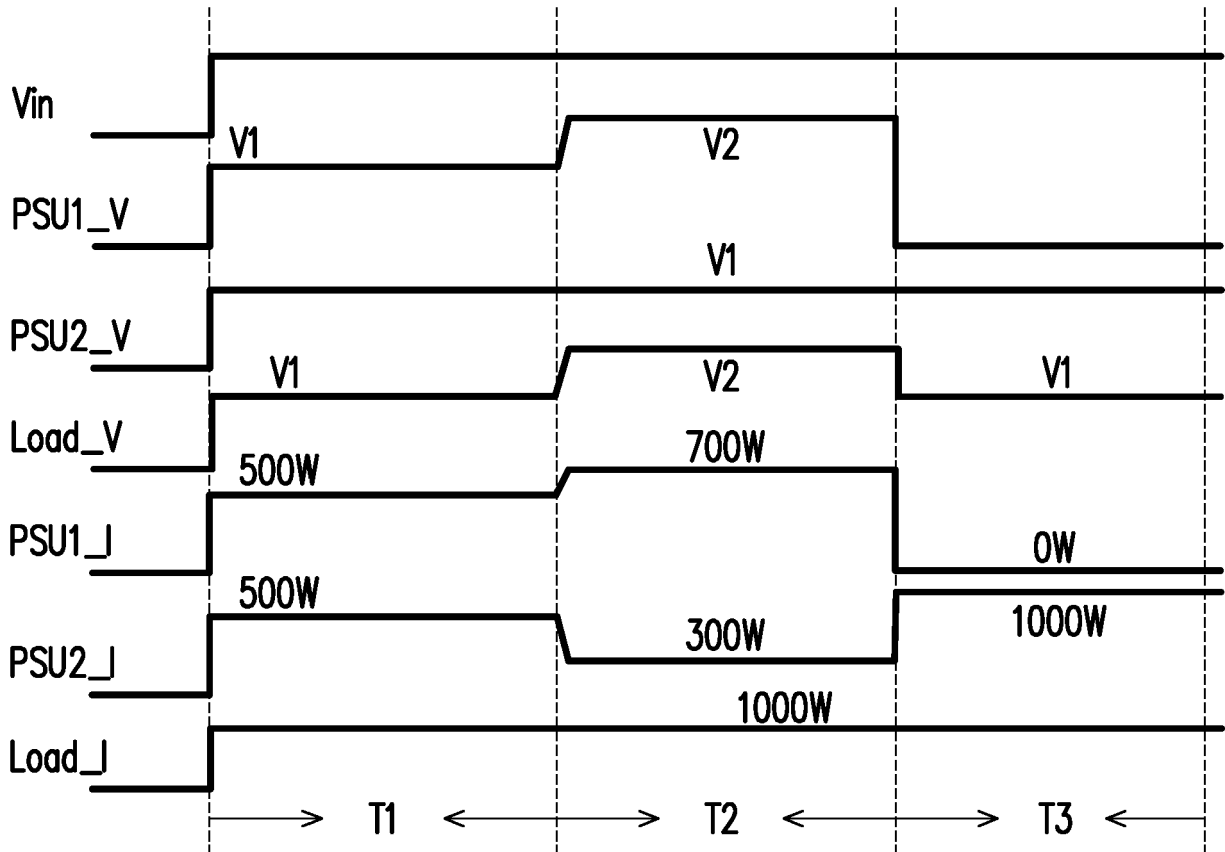 Vin
V1
V2
PSU1_V
V1
PSU2_V
V1
V2
V1
Load_V
500W
700W
PSU1_I
0W
500W
1000W
300W
PSU2_I
1000W
Load_I
T1
T2
T3